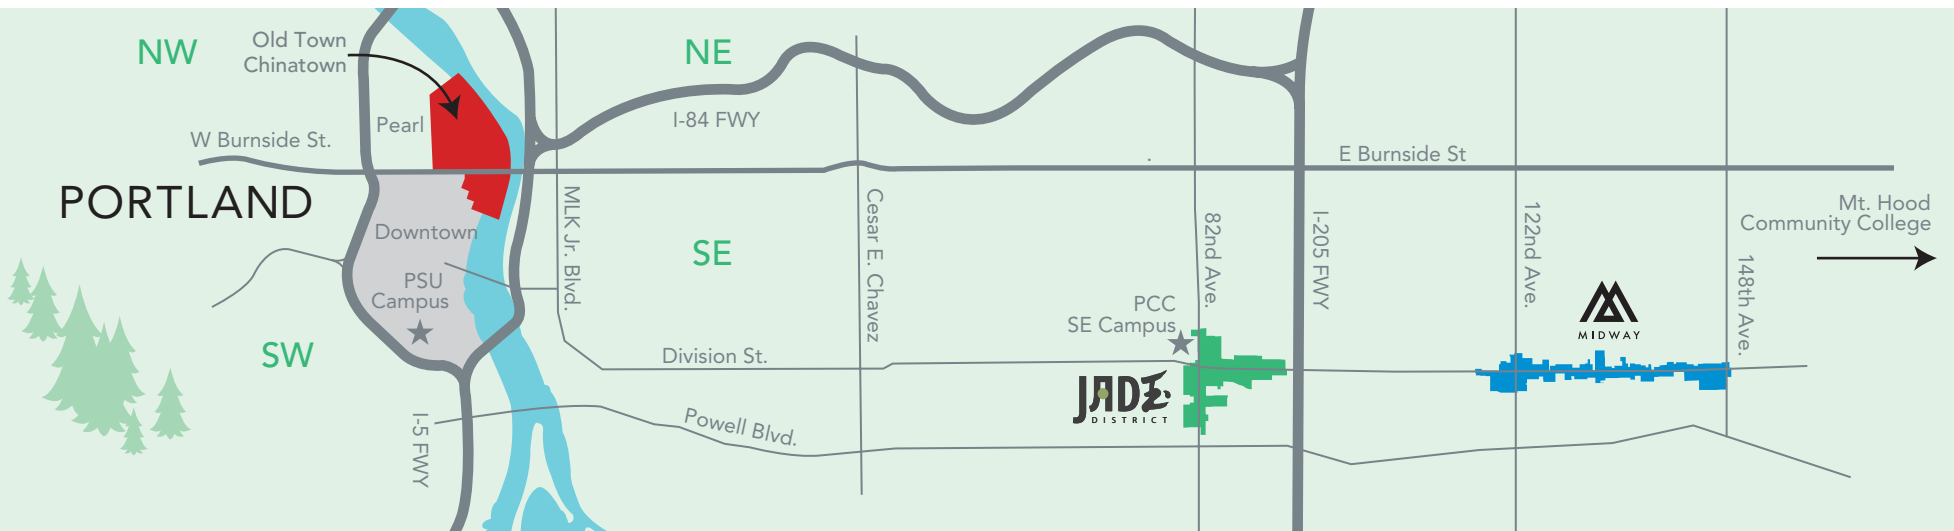 NW
Old Town
Chinatown
NE
Pearl
I-84 FWY
W Burnside St.
E Burnside St
PORTLAND
Downtown
MLK Jr. Blvd.
SE
Cesar E. Chavez
82nd Ave.
I-205 FWY
122nd Ave.
148th Ave.
Mt. Hood
Community College
PSU
Campus
PCC
SE Campus
MIDWAY
SW
Division St.
JADE
DISTRICT
I-5 FWY
Powell Blvd.